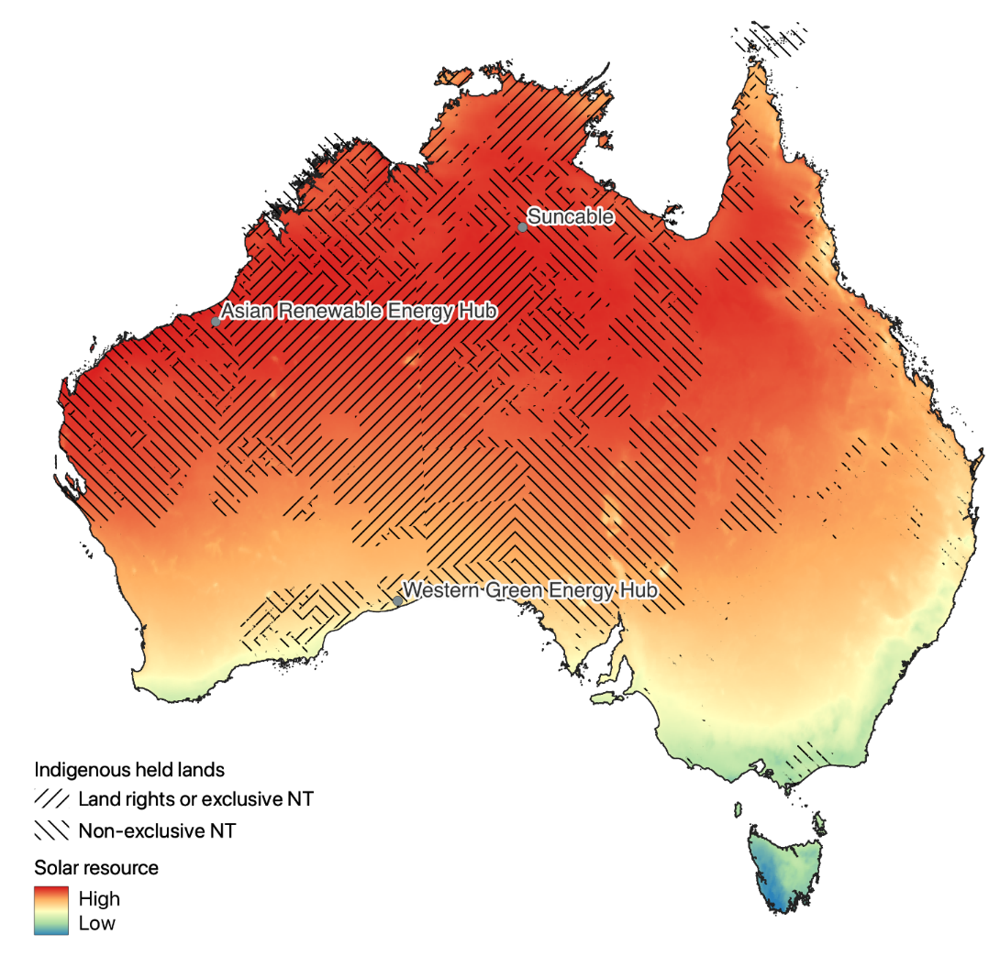 Suncable
Asian Renewable Energy Hub
Western Green Energy Hub
Indigenous held lands
Land rights or exclusive NT
Non-exclusive NT
Solar resource
High
Low